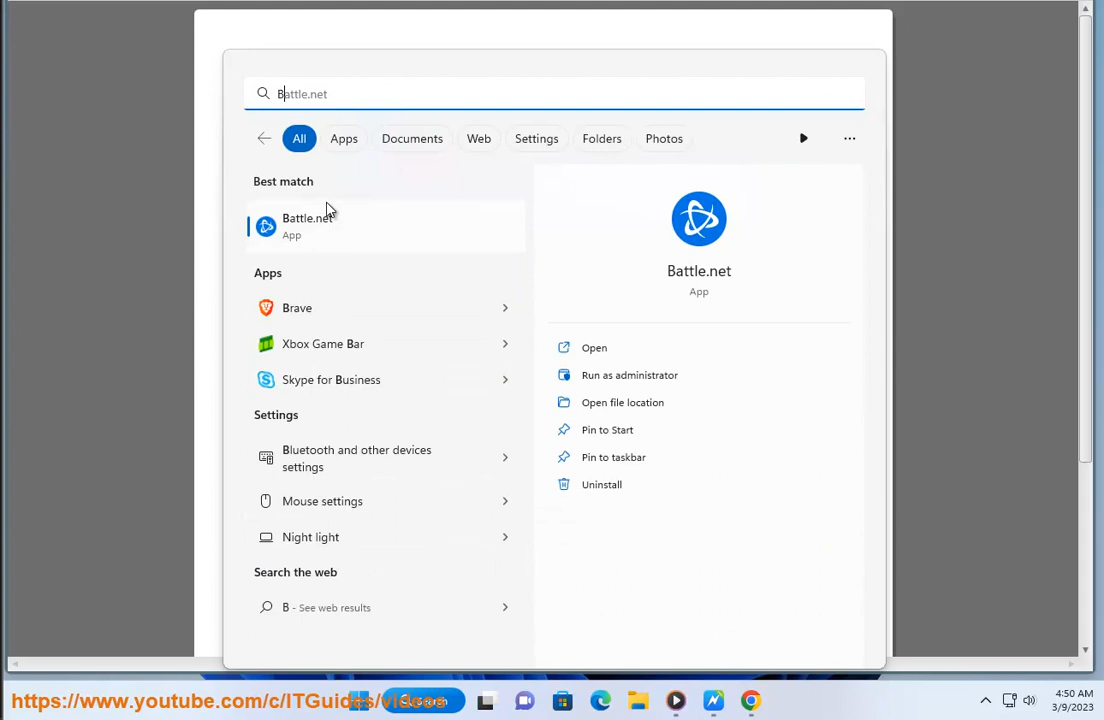 Battle.net
All Apps Documents Web Settings Folders Photos
Best match
Battle.net
App
Apps
Brave
Xbox Game Bar
Skype for Business
Settings
Bluetooth and other devices
settings
Mouse settings
Night light
Search the web
B - See web results
Battle.net
App
Open
Run as administrator
Open file location
Pin to Start
Pin to taskbar
Uninstall
https://www.youtube.com/c/ITGuides/videos
4:50 AM
3/9/2023